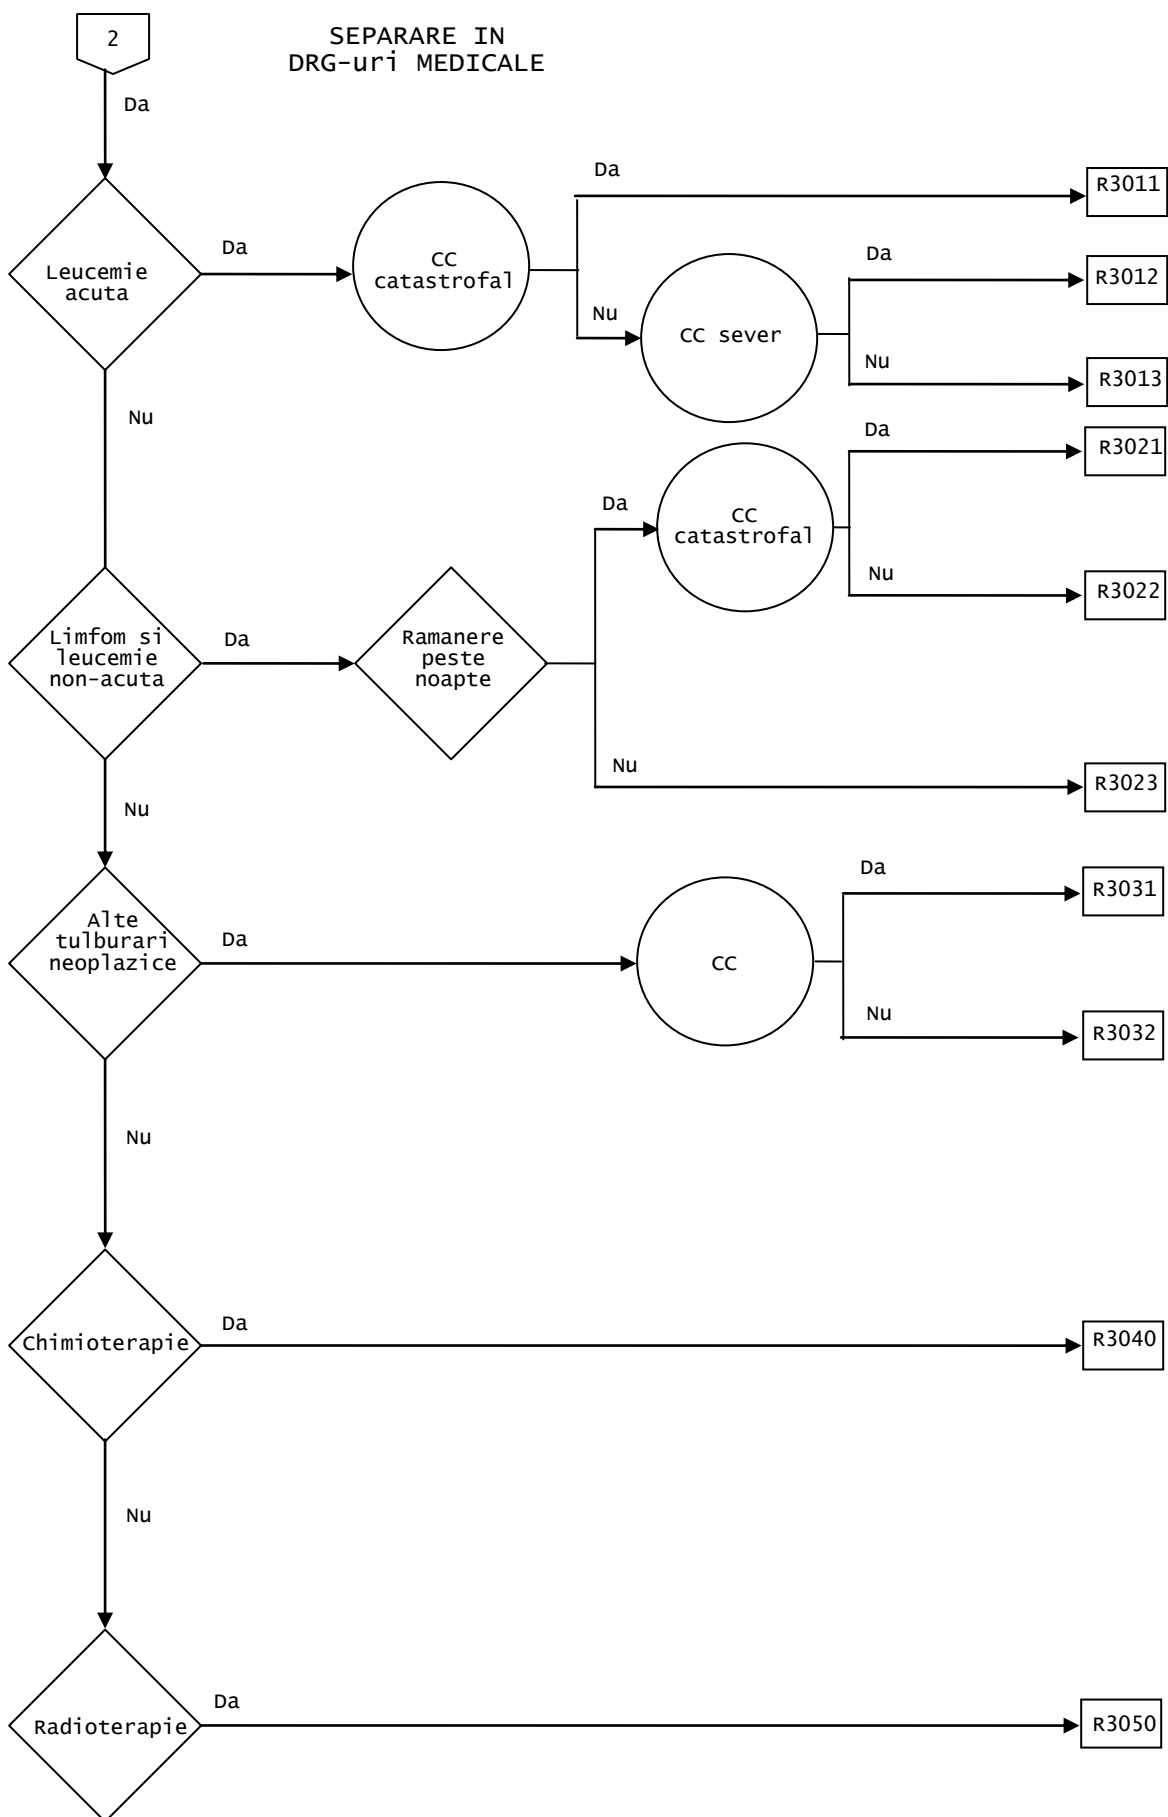 2
SEPARARE IN
DRG-uri MEDICALE
Da
Da
R3011
Leucemie
acuta
Da
CC
catastrofal
Da
R3012
Nu
CC sever
Nu
R3013
Nu
Da
R3021
Da
CC
catastrofal
Nu
R3022
Limfom si
leucemie
non-acuta
Da
Ramanere
peste
noapte
Nu
R3023
Nu
Da
R3031
Alte
tulburari
neoplazice
Da
CC
Nu
R3032
Nu
Chimioterapie
Da
R3040
Nu
Radioterapie
Da
R3050